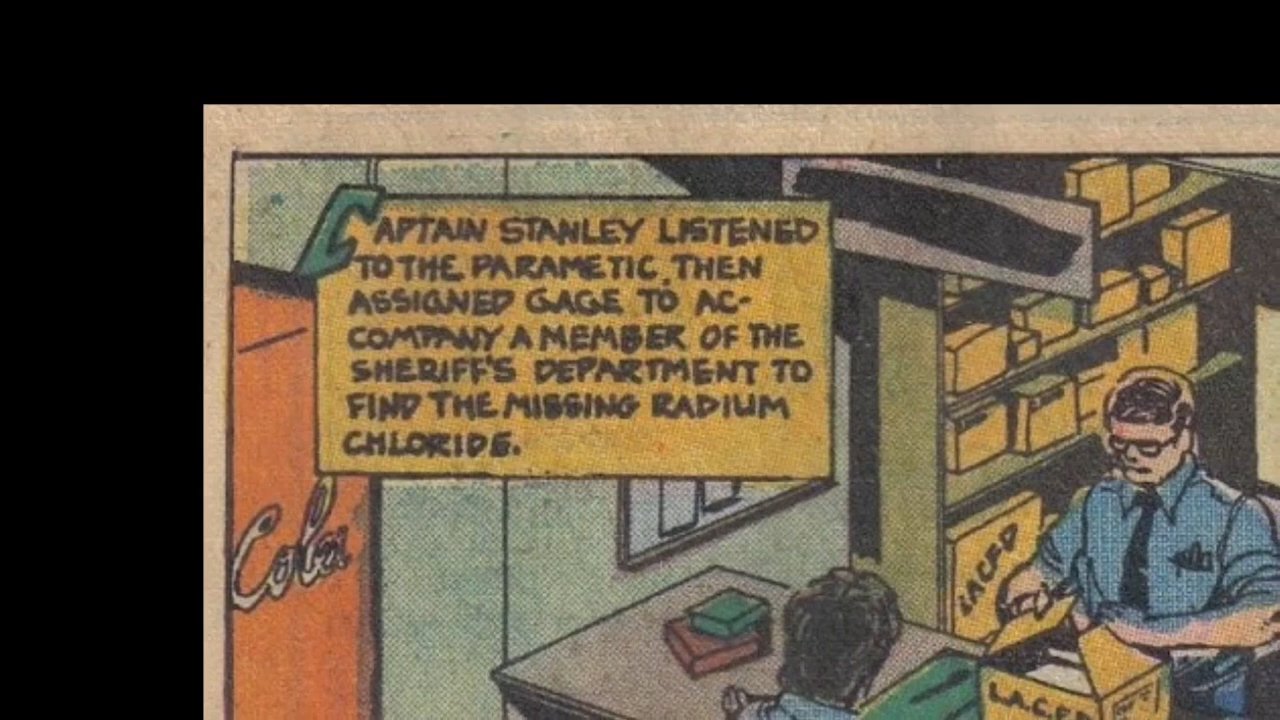 CAPTAIN STANLEY LISTENED
TO THE PARAMETIC, THEN
ASSIGNED GAGE TO AC-
COMPANY A MEMBER OF THE
SHERIFF'S DEPARTMENT TO
FIND THE MISSING RADIUM
CHLORIDE.
LACFD
L.A.C.F.D